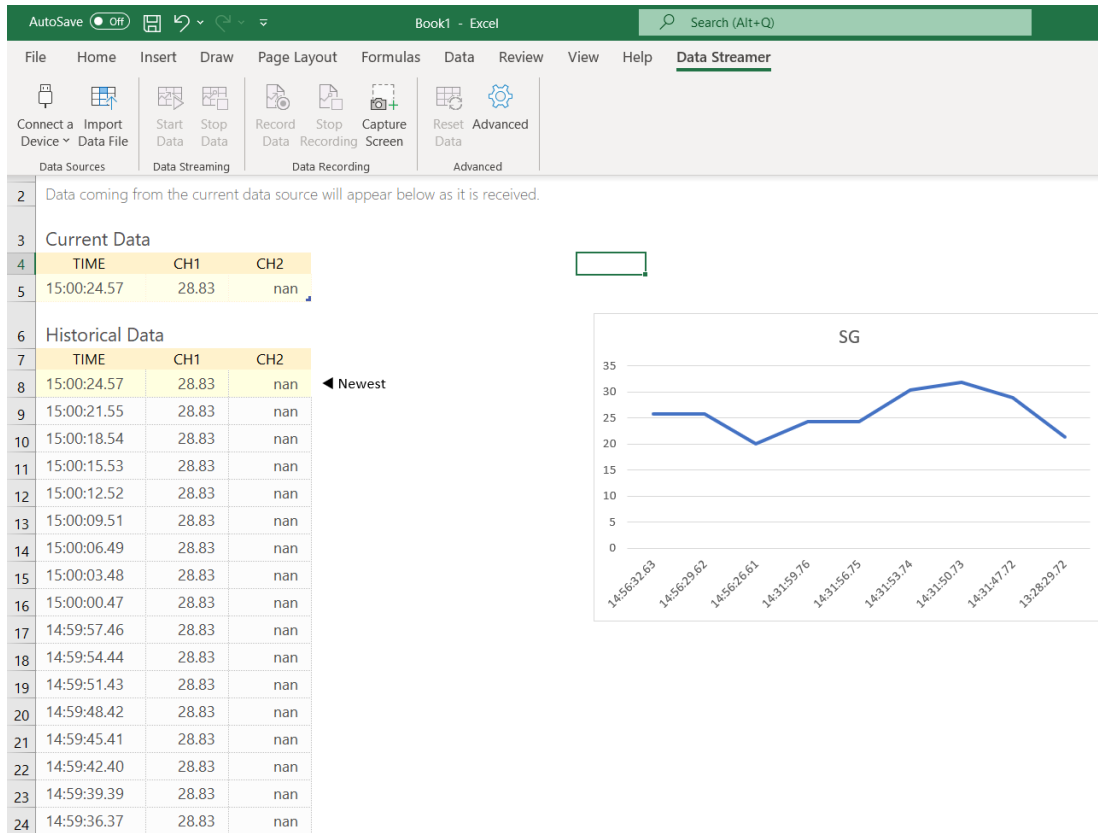 AutoSave Off Book1 - Excel Search (Alt+Q)
File Home Insert Draw Page Layout Formulas Data Review View Help Data Streamer
Connect a Device Import Data File Start Data Stop Data Record Data Stop Recording Capture Screen Reset Data Advanced
Data Sources Data Streaming Data Recording Advanced
2 Data coming from the current data source will appear below as it is received.
3 Current Data
4 TIME CH1 CH2
5 15:00:24.57 28.83 nan
6 Historical Data
7 TIME CH1 CH2
8 15:00:24.57 28.83 nan ◀ Newest
9 15:00:21.55 28.83 nan
10 15:00:18.54 28.83 nan
11 15:00:15.53 28.83 nan
12 15:00:12.52 28.83 nan
13 15:00:09.51 28.83 nan
14 15:00:06.49 28.83 nan
15 15:00:03.48 28.83 nan
16 15:00:00.47 28.83 nan
17 14:59:57.46 28.83 nan
18 14:59:54.44 28.83 nan
19 14:59:51.43 28.83 nan
20 14:59:48.42 28.83 nan
21 14:59:45.41 28.83 nan
22 14:59:42.40 28.83 nan
23 14:59:39.39 28.83 nan
24 14:59:36.37 28.83 nan
SG
35
30
25
20
15
10
5
0
14:56:32.63 14:56:29.62 14:56:26.61 14:31:59.76 14:31:56.75 14:31:53.74 14:31:50.73 14:31:47.72 13:28:29.72